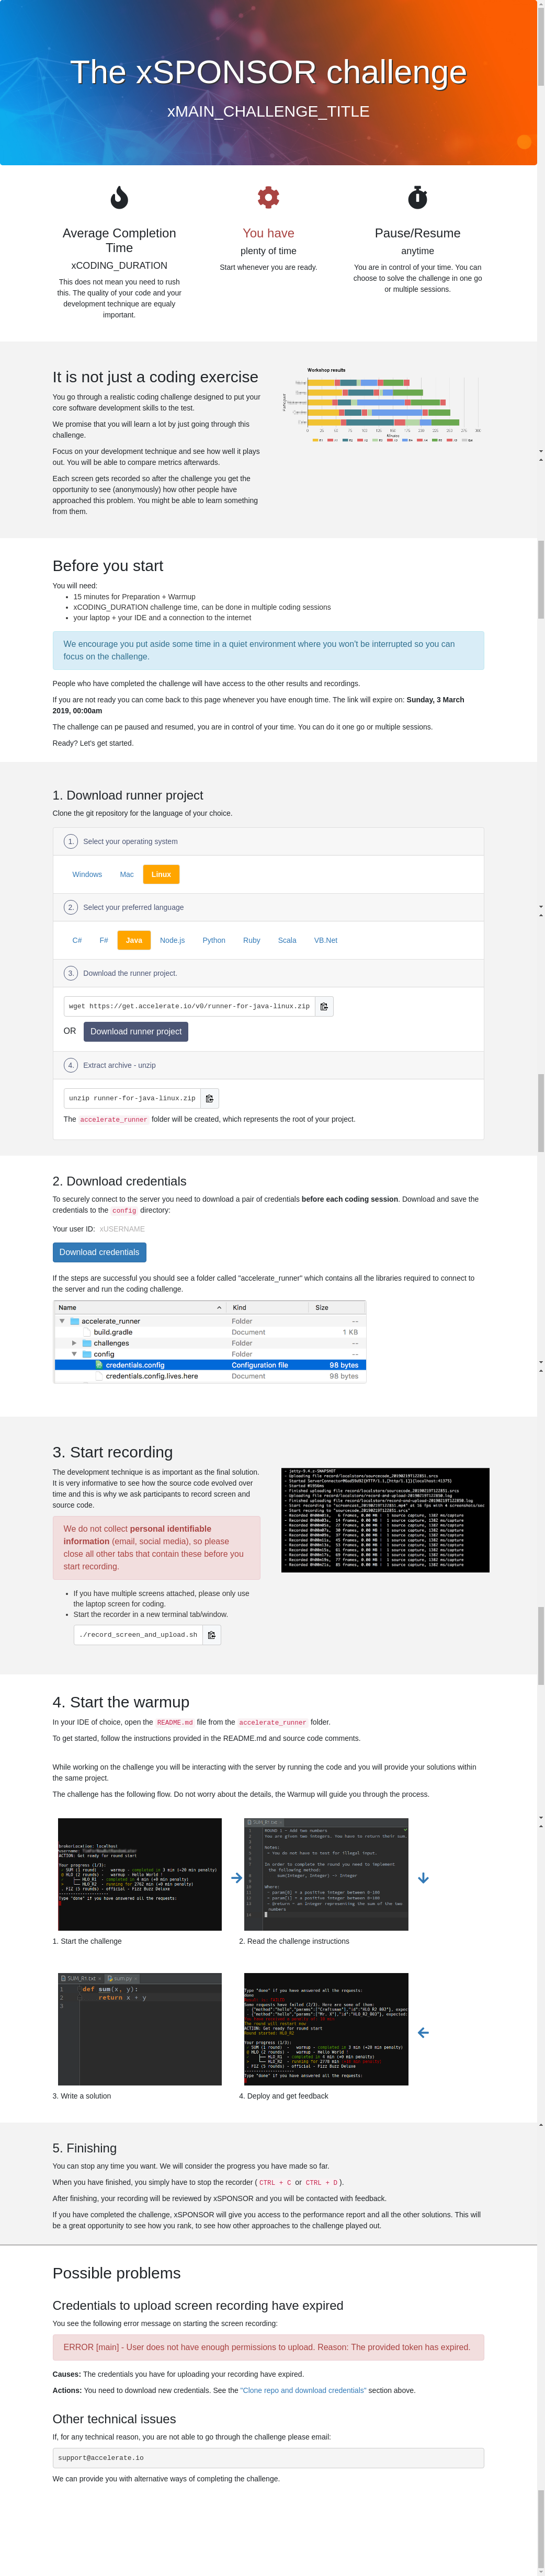 The xSPONSOR challenge
xMAIN_CHALLENGE_TITLE
Average Completion
Time
xCODING_DURATION
This does not mean you need to rush
this. The quality of your code and your
development technique are equaly
important.
You have
plenty of time
Start whenever you are ready.
Pause/Resume
anytime
You are in control of your time. You can
choose to solve the challenge in one go
or multiple sessions.
It is not just a coding exercise
You go through a realistic coding challenge designed to put your
core software development skills to the test.
We promise that you will learn a lot by just going through this
challenge.
Focus on your development technique and see how well it plays
out. You will be able to compare metrics afterwards.
Each screen gets recorded so after the challenge you get the
opportunity to see (anonymously) how other people have
approached this problem. You might be able to learn something
from them.
Workshop results
Before you start
You will need:
15 minutes for Preparation + Warmup
xCODING_DURATION challenge time, can be done in multiple coding sessions
your laptop + your IDE and a connection to the internet
We encourage you put aside some time in a quiet environment where you won't be interrupted so you can
focus on the challenge.
People who have completed the challenge will have access to the other results and recordings.
If you are not ready you can come back to this page whenever you have enough time. The link will expire on: Sunday, 3 March
2019, 00:00am
The challenge can pe paused and resumed, you are in control of your time. You can do it one go or multiple sessions.
Ready? Let's get started.
1. Download runner project
Clone the git repository for the language of your choice.
1. Select your operating system
Windows Mac Linux
2. Select your preferred language
C# F# Java Node.js Python Ruby Scala VB.Net
3. Download the runner project.
wget https://get.accelerate.io/v0/runner-for-java-linux.zip
OR Download runner project
4. Extract archive - unzip
unzip runner-for-java-linux.zip
The accelerate_runner folder will be created, which represents the root of your project.
2. Download credentials
To securely connect to the server you need to download a pair of credentials before each coding session. Download and save the
credentials to the config directory:
Your user ID: xUSERNAME
Download credentials
If the steps are successful you should see a folder called "accelerate_runner" which contains all the libraries required to connect to
the server and run the coding challenge.
Name Kind Size
accelerate_runner Folder --
build.gradle Document 1 KB
challenges Folder --
config Folder --
credentials.config Configuration file 98 bytes
credentials.config.lives.here Document 98 bytes
3. Start recording
The development technique is as important as the final solution.
It is very informative to see how the source code evolved over
time and this is why we ask participants to record screen and
source code.
We do not collect personal identifiable
information (email, social media), so please
close all other tabs that contain these before you
start recording.
If you have multiple screens attached, please only use
the laptop screen for coding.
Start the recorder in a new terminal tab/window.
./record_screen_and_upload.sh
4. Start the warmup
In your IDE of choice, open the README.md file from the accelerate_runner folder.
To get started, follow the instructions provided in the README.md and source code comments.
While working on the challenge you will be interacting with the server by running the code and you will provide your solutions within
the same project.
The challenge has the following flow. Do not worry about the details, the Warmup will guide you through the process.
1. Start the challenge
2. Read the challenge instructions
SUM_R1.txt sum.py
1 def sum(x, y):
2 return x + y
3
3. Write a solution
4. Deploy and get feedback
5. Finishing
You can stop any time you want. We will consider the progress you have made so far.
When you have finished, you simply have to stop the recorder ( CTRL + C or CTRL + D ).
After finishing, your recording will be reviewed by xSPONSOR and you will be contacted with feedback.
If you have completed the challenge, xSPONSOR will give you access to the performance report and all the other solutions. This will
be a great opportunity to see how you rank, to see how other approaches to the challenge played out.
Possible problems
Credentials to upload screen recording have expired
You see the following error message on starting the screen recording:
ERROR [main] - User does not have enough permissions to upload. Reason: The provided token has expired.
Causes: The credentials you have for uploading your recording have expired.
Actions: You need to download new credentials. See the "Clone repo and download credentials" section above.
Other technical issues
If, for any technical reason, you are not able to go through the challenge please email:
support@accelerate.io
We can provide you with alternative ways of completing the challenge.